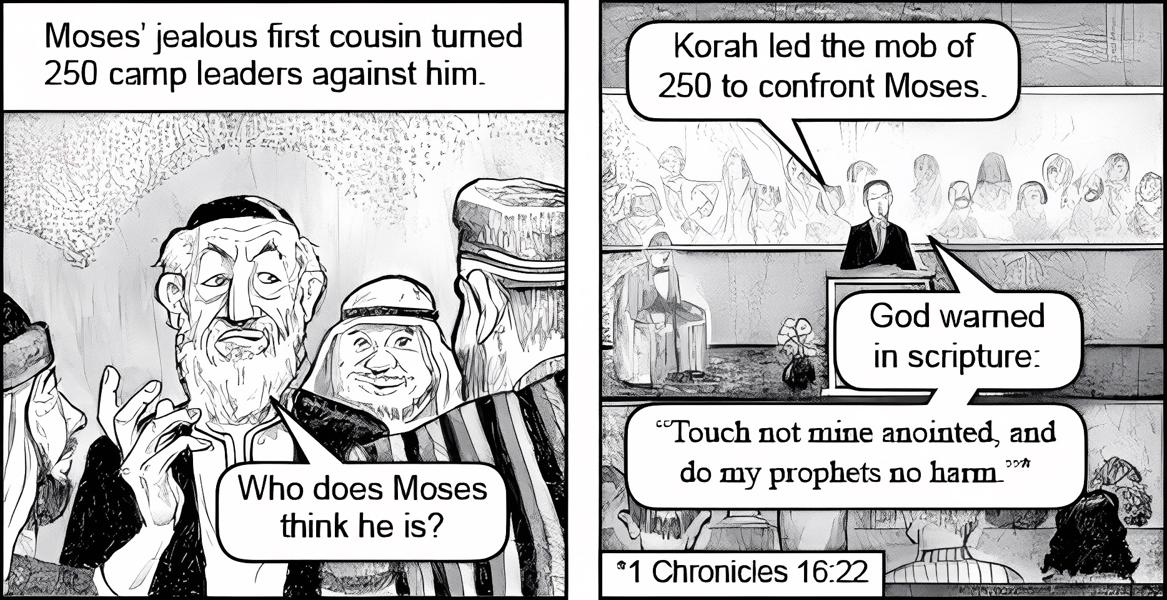 Moses' jealous first cousin turned
250 camp leaders against him.
Who does Moses
think he is?
Korah led the mob of
250 to confront Moses.
God warned
in scripture:
“Touch not mine anointed, and
do my prophets no harm.”*
*1 Chronicles 16:22